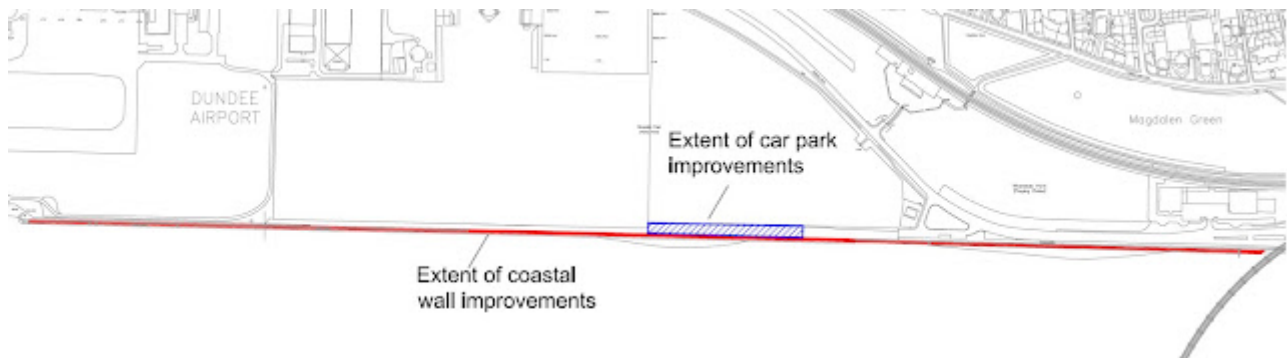 DUNDEE
AIRPORT
Extent of car park
improvements
Magdalen Green
Extent of coastal
wall improvements